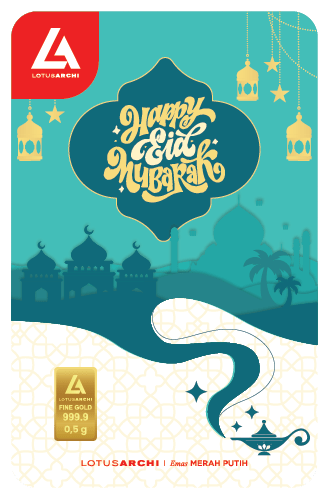 LOTUSARCHI
Happy
Eid
Mubarak
LOTUSARCHI
FINE GOLD
999.9
0,5 g
LOTUSARCHI | Emas MERAH PUTIH